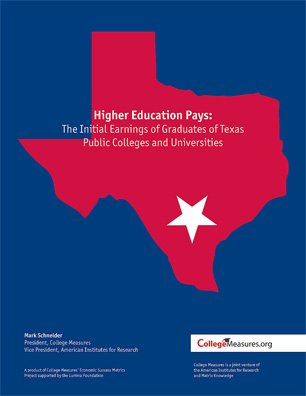 Higher Education Pays:
The Initial Earnings of Graduates of Texas
Public Colleges and Universities
Mark Schneider
President, College Measures
Vice President, American Institutes for Research
A product of College Measures' Economic Success Metrics
Project supported by the Lumina Foundation
CollegeMeasures.org
College Measures is a joint venture of
the American Institutes for Research
and Matrix Knowledge